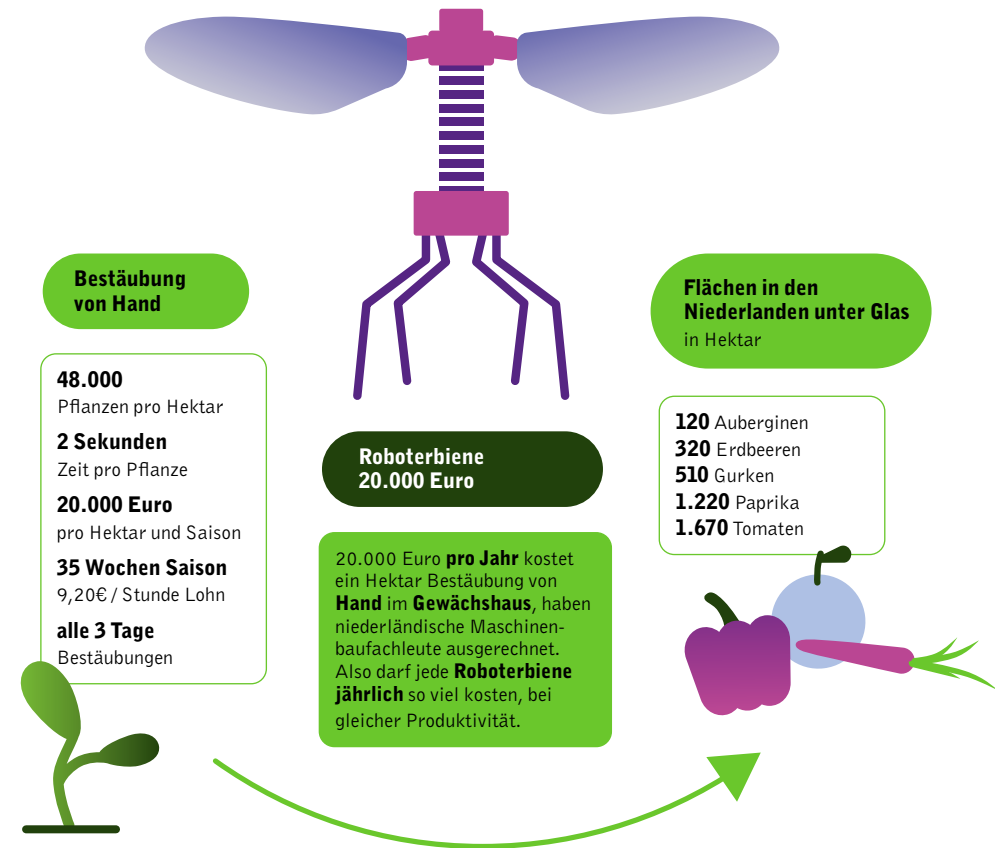 Bestäubung
von Hand
48.000
Pflanzen pro Hektar
2 Sekunden
Zeit pro Pflanze
20.000 Euro
pro Hektar und Saison
35 Wochen Saison
9,20€ / Stunde Lohn
alle 3 Tage
Bestäubungen
Roboterbiene
20.000 Euro
20.000 Euro pro Jahr kostet
ein Hektar Bestäubung von
Hand im Gewächshaus, haben
niederländische Maschinen-
baufachleute ausgerechnet.
Also darf jede Roboterbiene
jährlich so viel kosten, bei
gleicher Produktivität.
Flächen in den
Niederlanden unter Glas
in Hektar
120 Auberginen
320 Erdbeeren
510 Gurken
1.220 Paprika
1.670 Tomaten